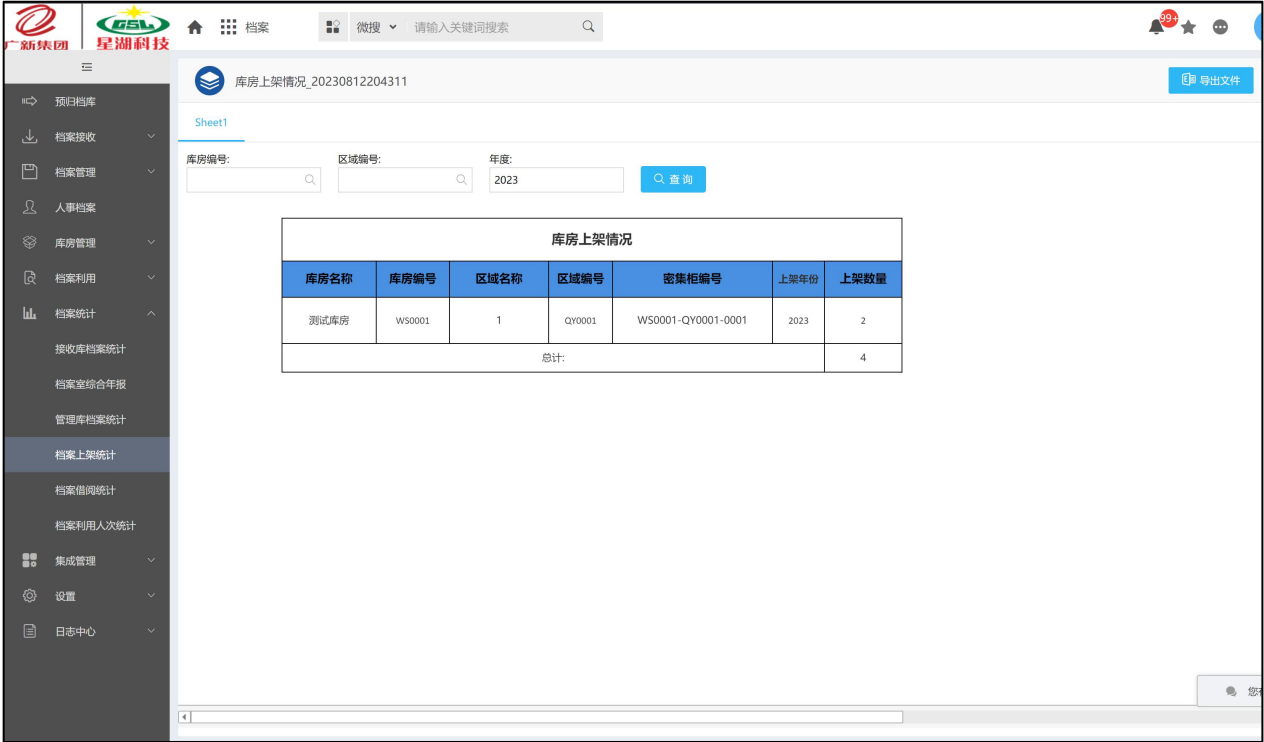 广新集团
GSL
星湖科技
档案
微搜
请输入关键词搜索
99+
库房上架情况_20230812204311
导出文件
预归档库
档案接收
档案管理
人事档案
库房管理
档案利用
档案统计
接收库档案统计
档案室综合年报
管理库档案统计
档案上架统计
档案借阅统计
档案利用人次统计
集成管理
设置
日志中心
Sheet1
库房编号: 区域编号: 年度:
2023 查询
库房上架情况
库房名称 库房编号 区域名称 区域编号 密集柜编号 上架年份 上架数量
测试库房 WS0001 1 QY0001 WS0001-QY0001-0001 2023 2
总计: 4
您